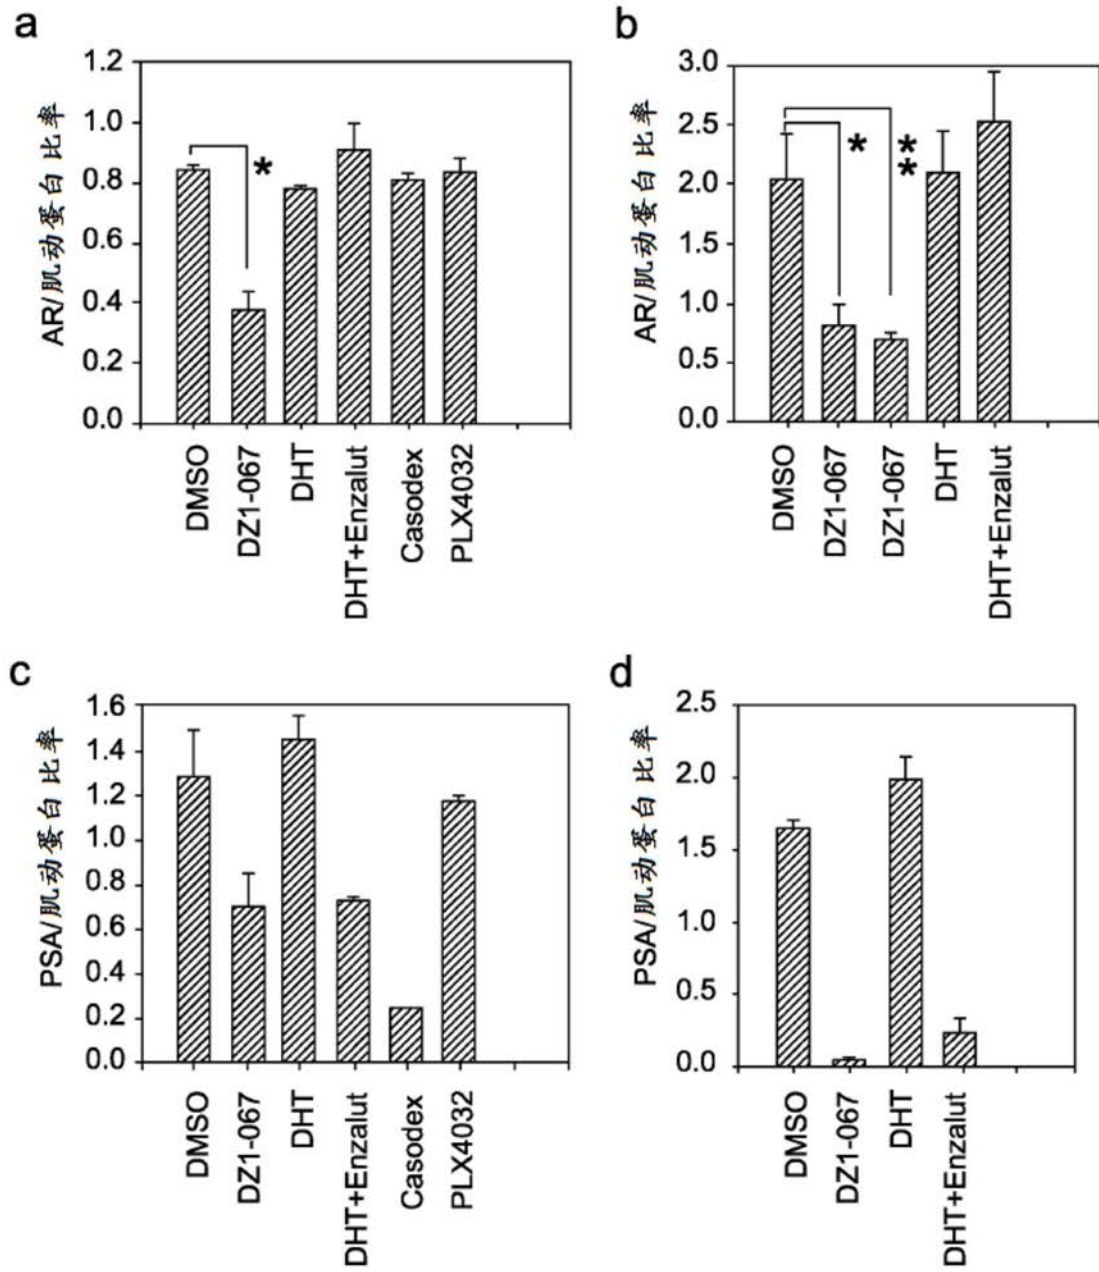 a
AR/肌动蛋白 比率
1.2
1.0
0.8
0.6
0.4
0.2
0.0
*
DMSO
DZ1-067
DHT
DHT+Enzalut
Casodex
PLX4032
b
AR/肌动蛋白 比率
3.0
2.5
2.0
1.5
1.0
0.5
0.0
*
**
DMSO
DZ1-067
DZ1-067
DHT
DHT+Enzalut
c
PSA/肌动蛋白 比率
1.6
1.4
1.2
1.0
0.8
0.6
0.4
0.2
0.0
DMSO
DZ1-067
DHT
DHT+Enzalut
Casodex
PLX4032
d
PSA/肌动蛋白 比率
2.5
2.0
1.5
1.0
0.5
0.0
DMSO
DZ1-067
DHT
DHT+Enzalut